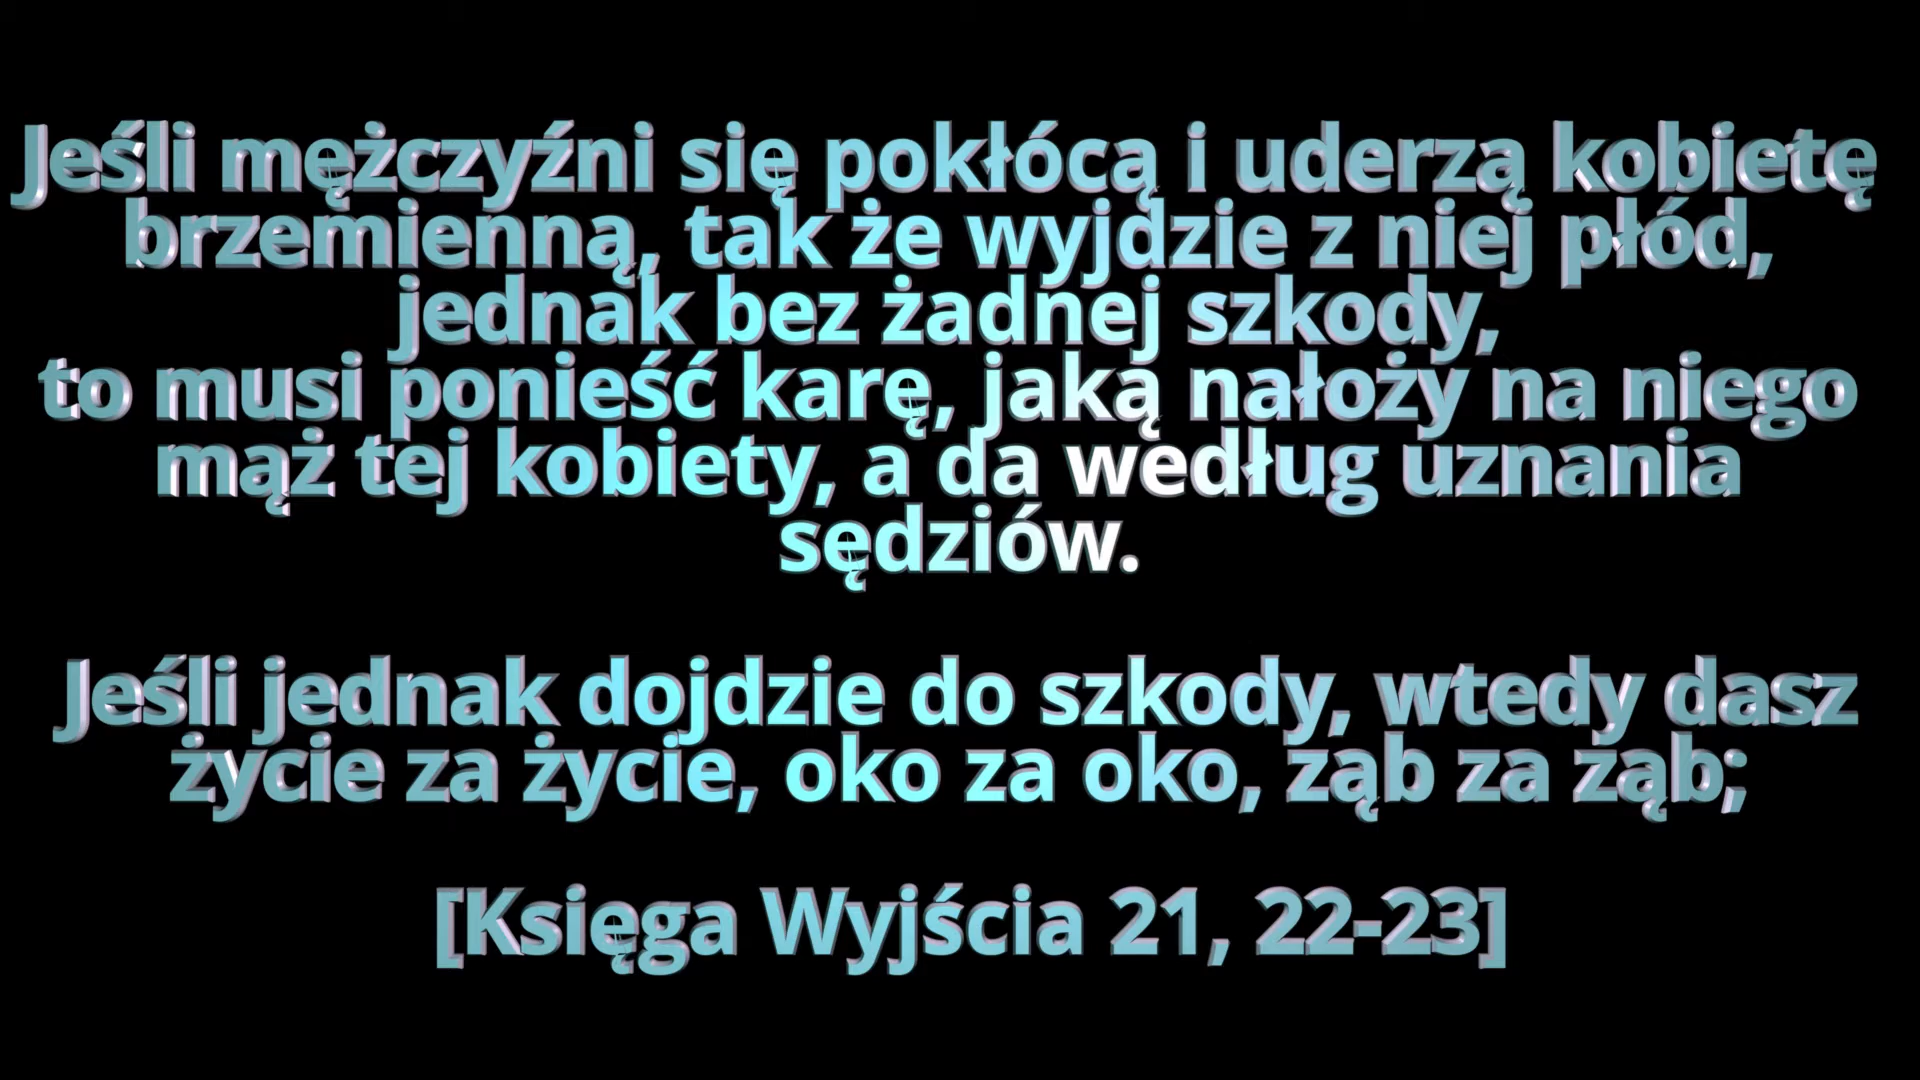 Jeśli mężczyźni się pokłócą i uderzą kobietę
brzemienną, tak że wyjdzie z niej płód,
jednak bez żadnej szkody,
to musi ponieść karę, jaką nałoży na niego
mąż tej kobiety, a da według uznania
sędziów.
Jeśli jednak dojdzie do szkody, wtedy dasz
życie za życie, oko za oko, ząb za ząb;
[Księga Wyjścia 21, 22-23]